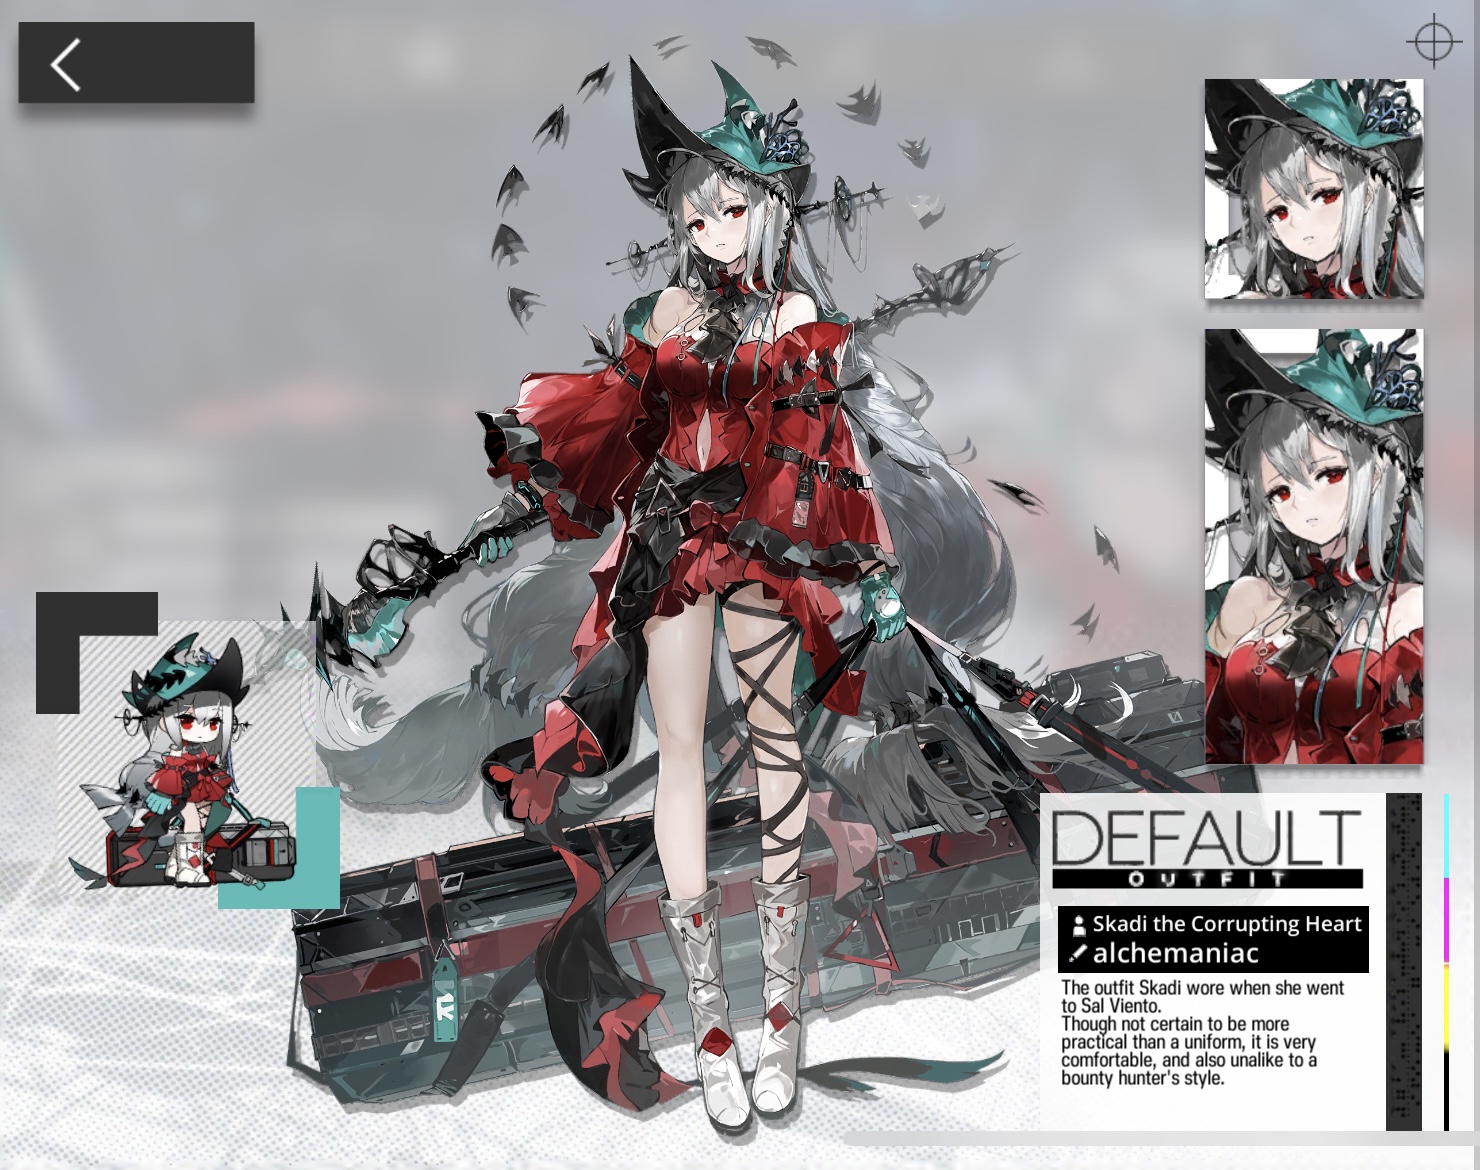 DEFAULT
OUTFIT
Skadi the Corrupting Heart
alchemaniac
The outfit Skadi wore when she went
to Sal Viento.
Though not certain to be more
practical than a uniform, it is very
comfortable, and also unalike to a
bounty hunter's style.